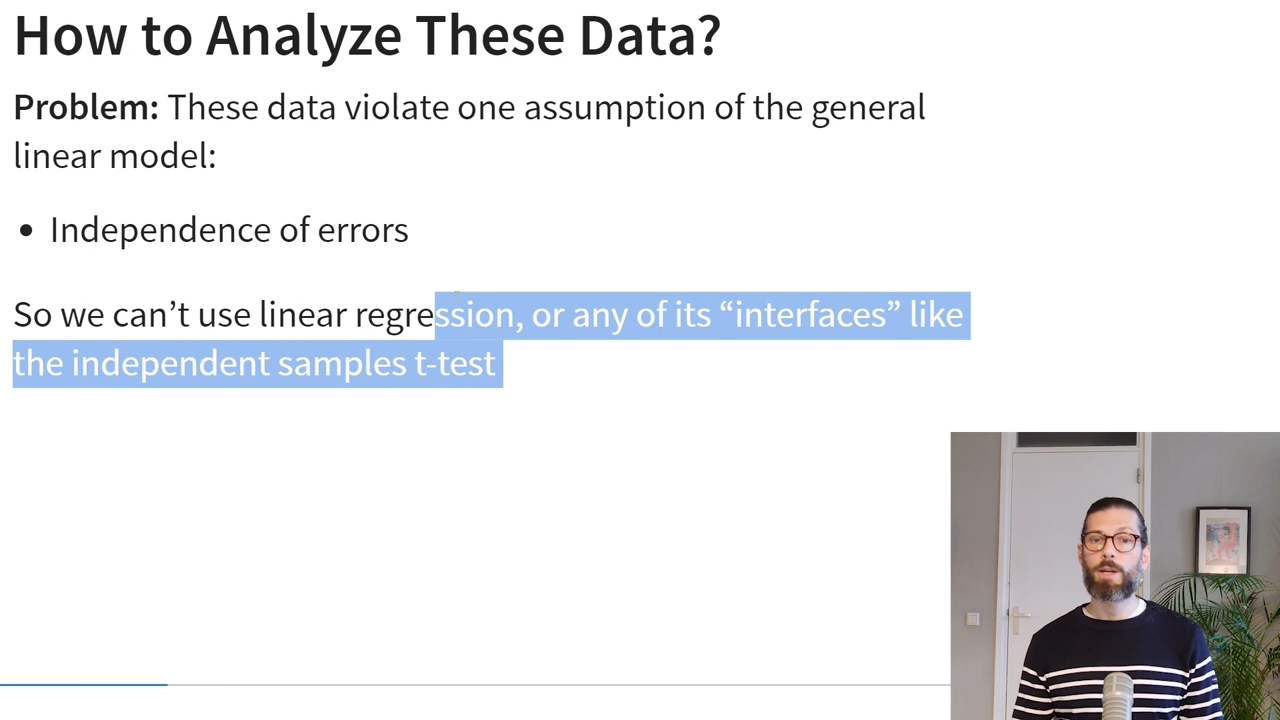 How to Analyze These Data?
Problem: These data violate one assumption of the general
linear model:
• Independence of errors
So we can’t use linear regression, or any of its “interfaces” like
the independent samples t-test